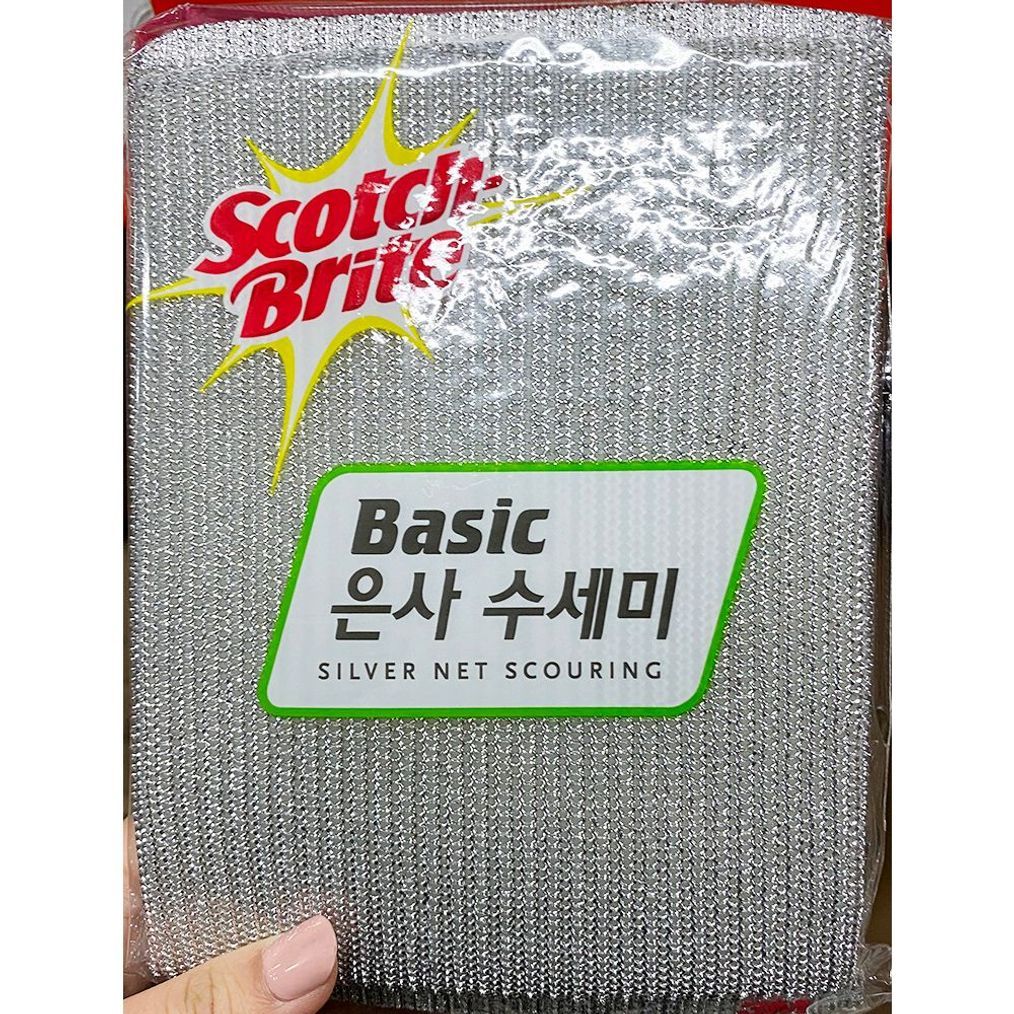 Scotch-
Brite
Basic
은사 수세미
SILVER NET SCOURING